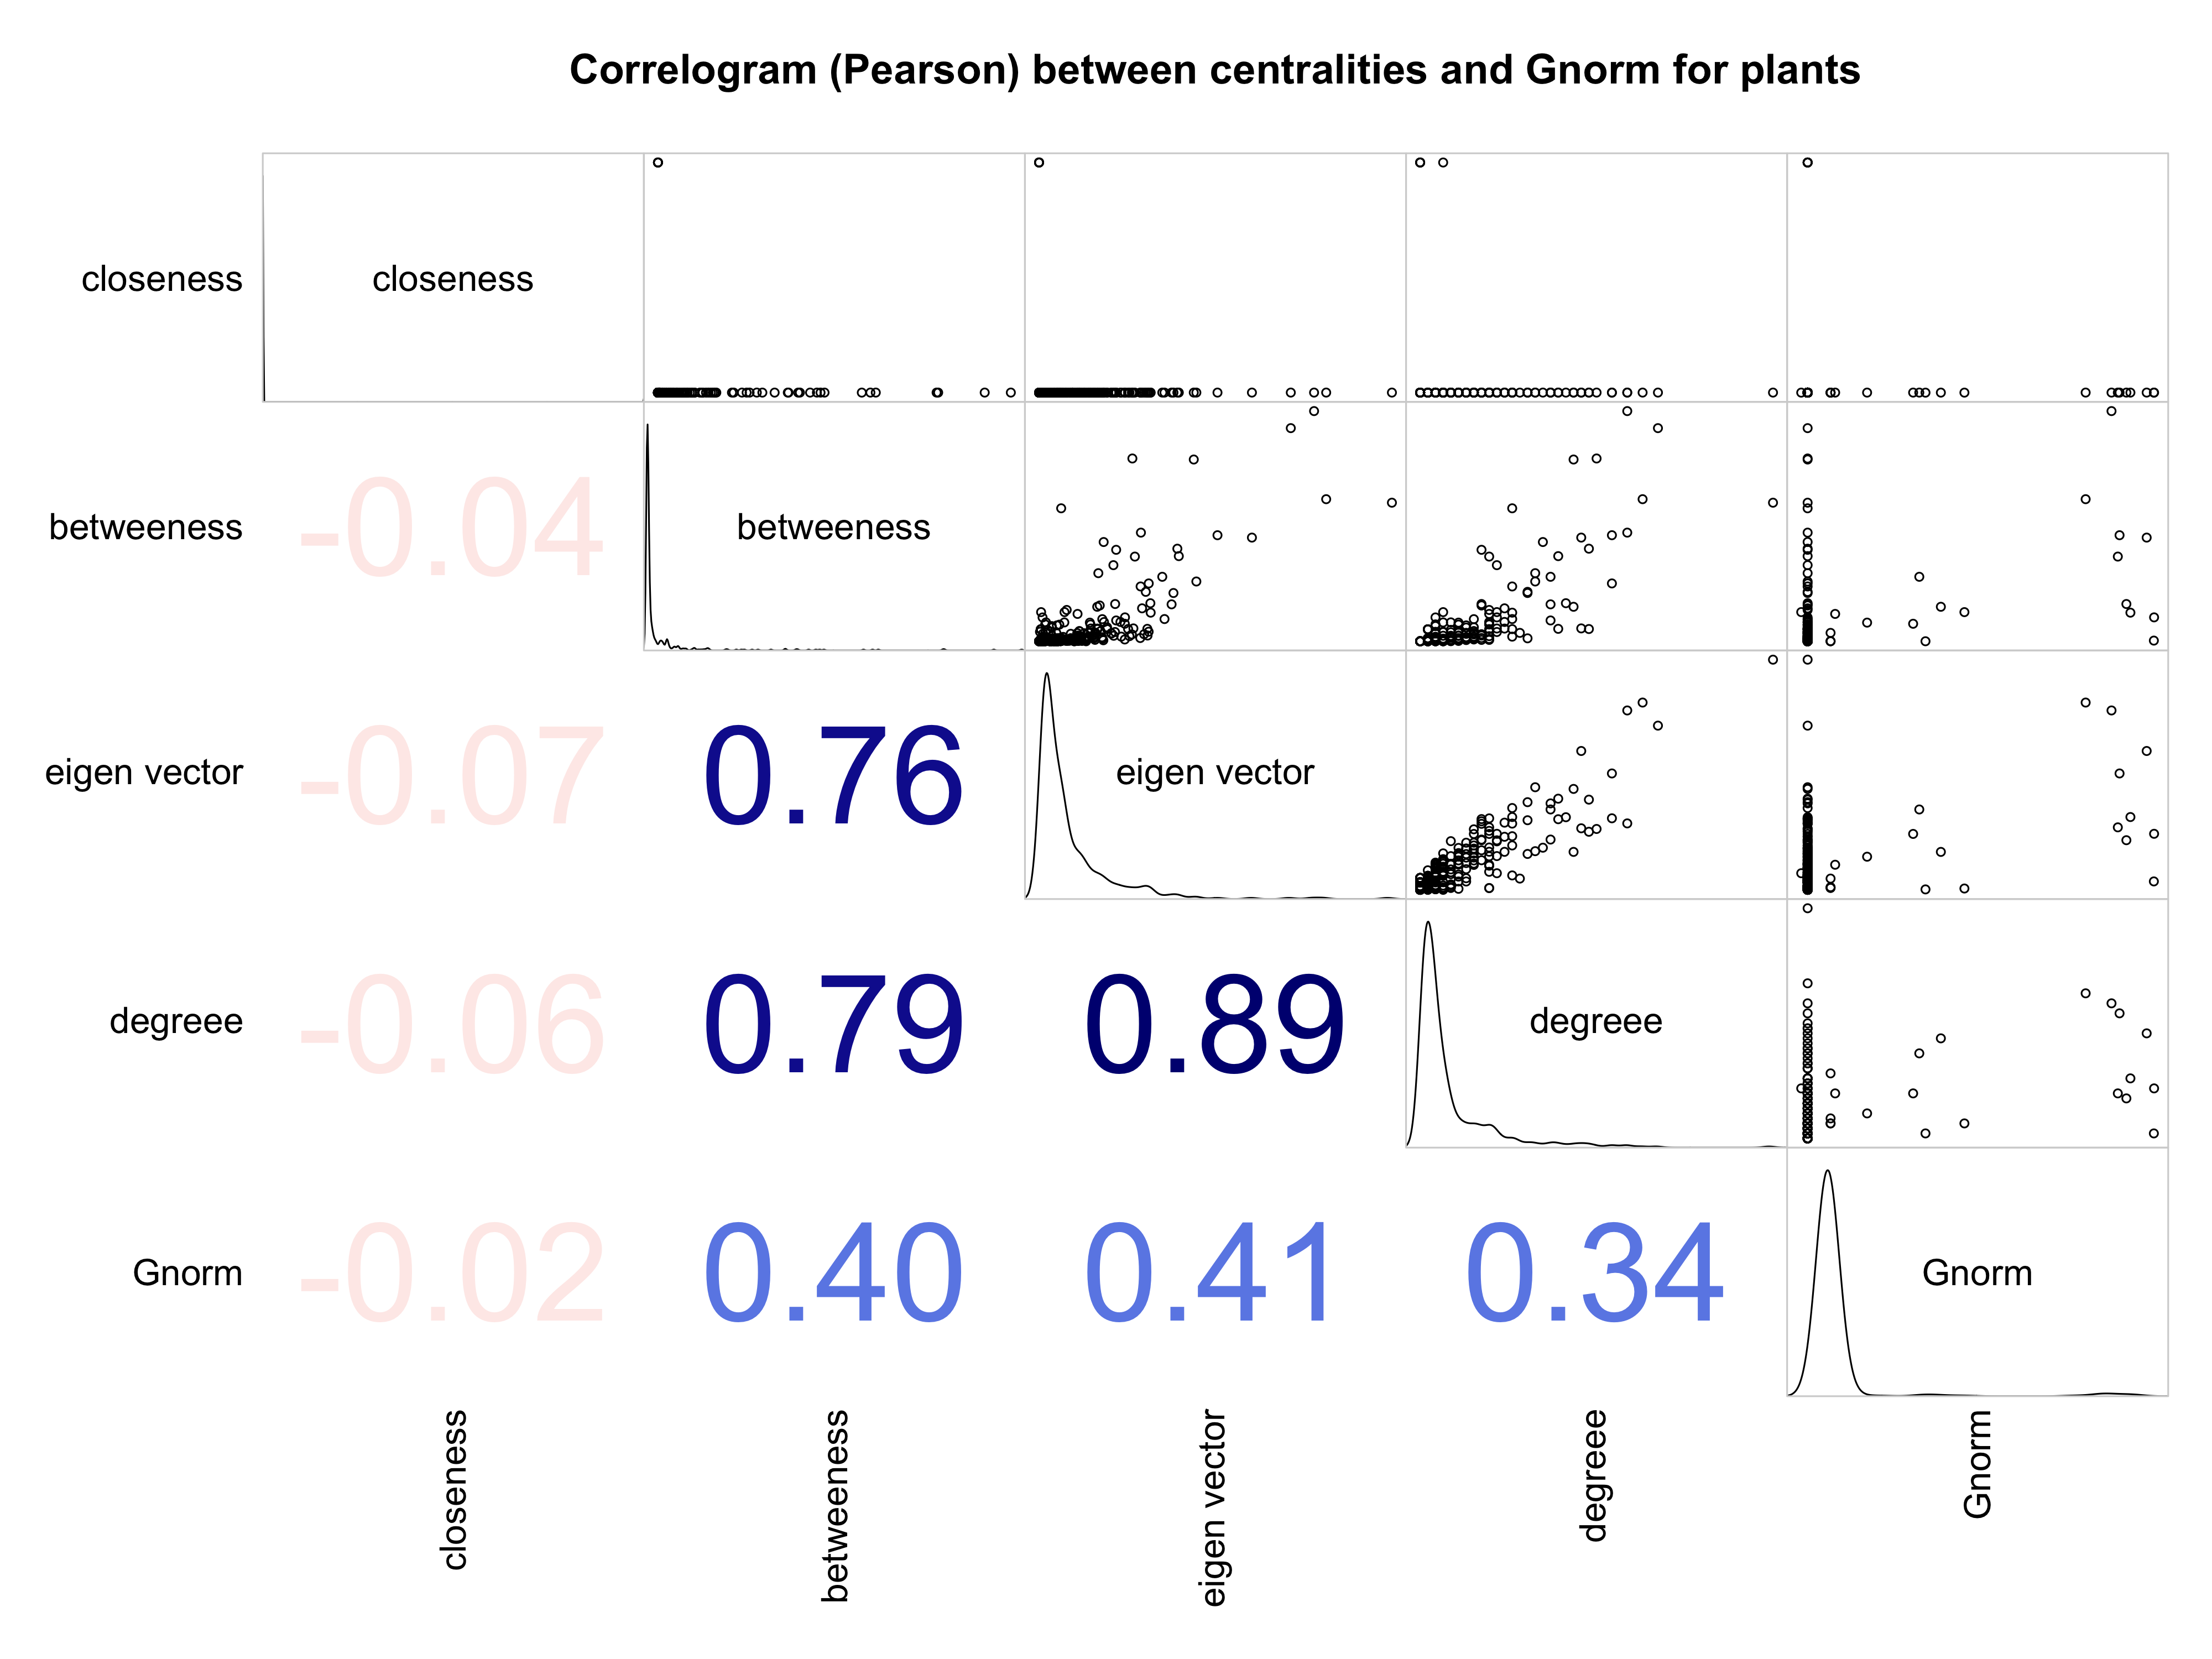 Correlogram (Pearson) between centralities and Gnorm for plants
closeness closeness
betweeness -0.04 betweeness
eigen vector -0.07 0.76 eigen vector
degreee -0.06 0.79 0.89 degreee
Gnorm -0.02 0.40 0.41 0.34 Gnorm
closeness betweeness eigen vector degreee Gnorm